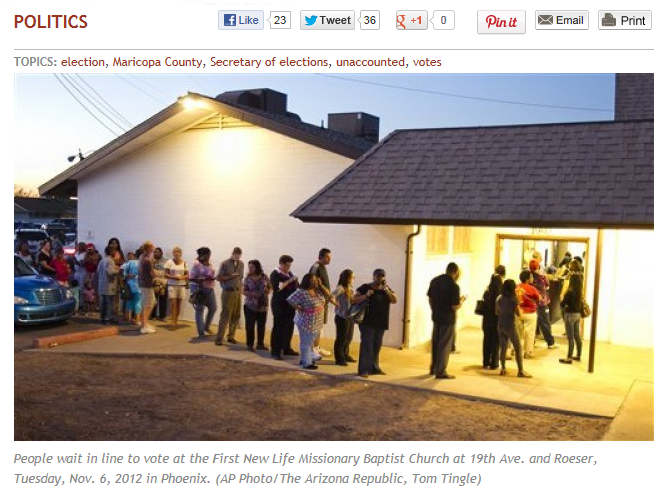 POLITICS
Like 23 Tweet 36 +1 0 Pin it Email Print
TOPICS: election, Maricopa County, Secretary of elections, unaccounted, votes
People wait in line to vote at the First New Life Missionary Baptist Church at 19th Ave. and Roeser,
Tuesday, Nov. 6, 2012 in Phoenix. (AP Photo/The Arizona Republic, Tom Tingle)